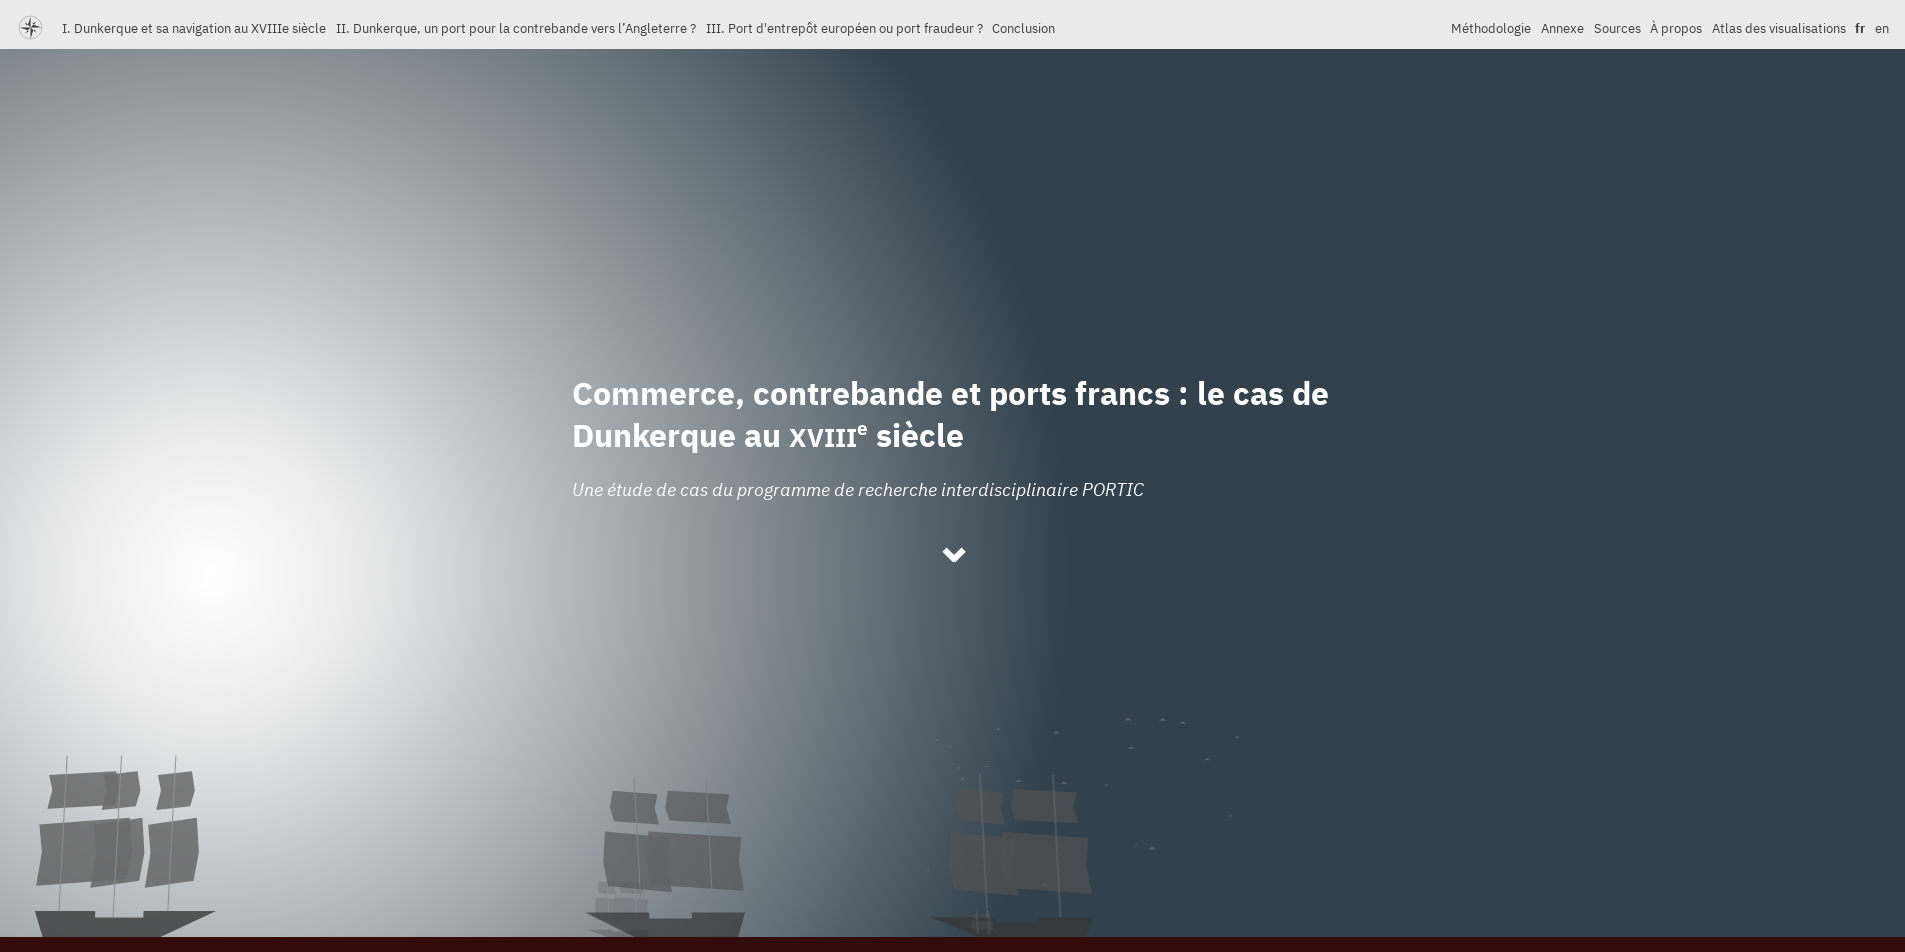 I. Dunkerque et sa navigation au XVIIIe siècle II. Dunkerque, un port pour la contrebande vers l’Angleterre ? III. Port d'entrepôt européen ou port fraudeur ? Conclusion Méthodologie Annexe Sources À propos Atlas des visualisations fr en
Commerce, contrebande et ports francs : le cas de
Dunkerque au XVIIIe siècle
Une étude de cas du programme de recherche interdisciplinaire PORTIC